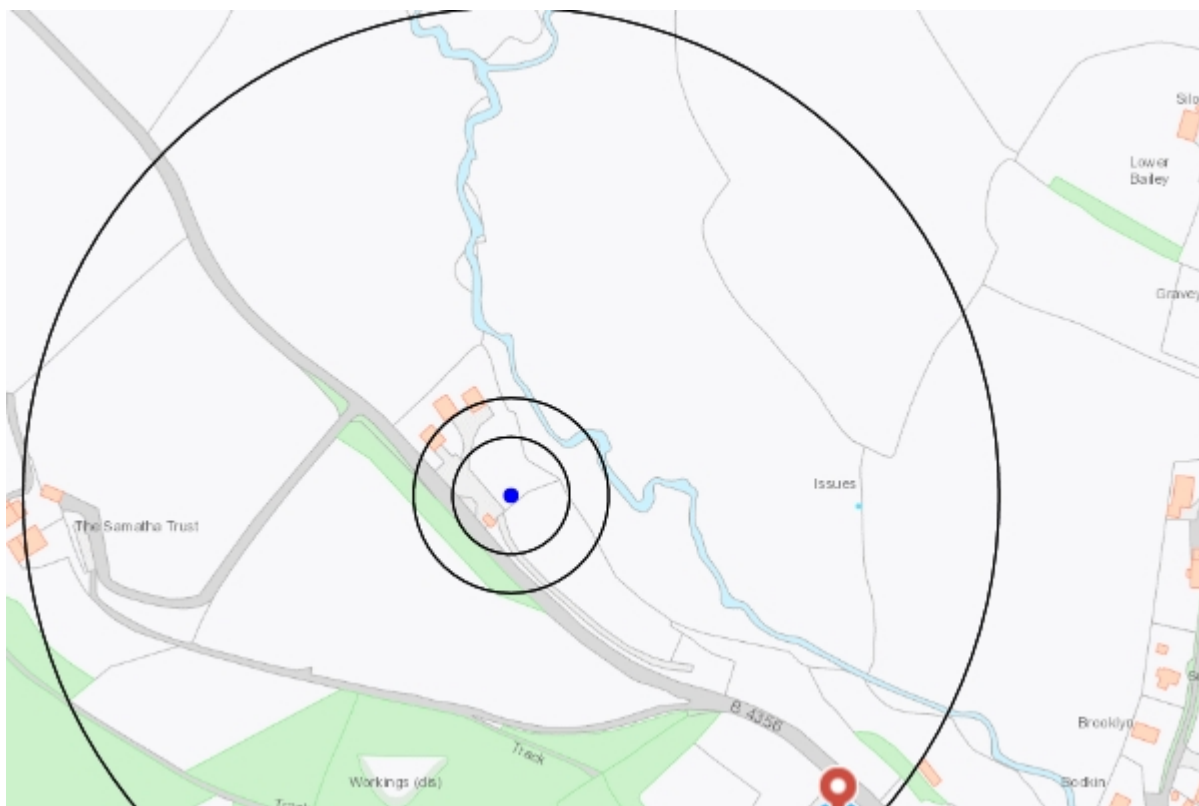 Lower
Bailey
Issues
The Samatha Trust
B 4356
Brooklyn
Track
Workings (dis)
Bodkin